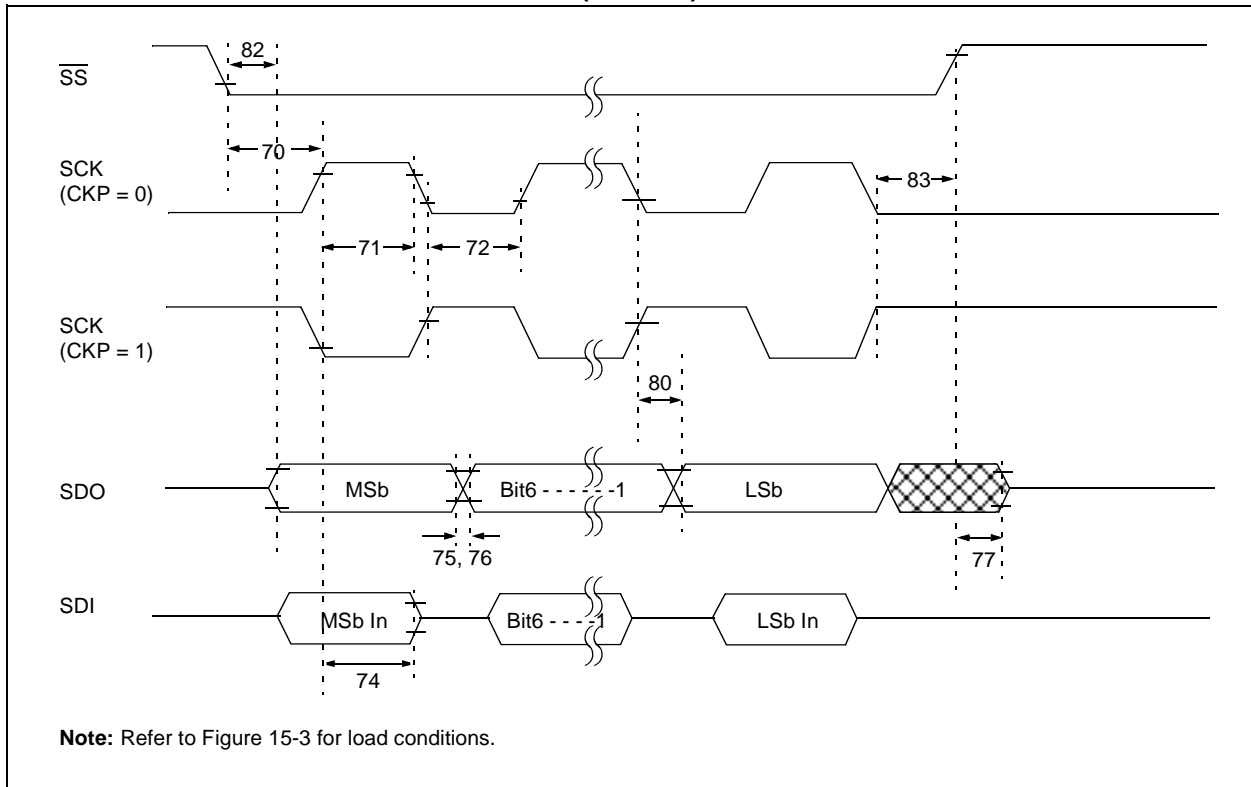 82
SS
70
SCK
(CKP = 0)
83
71
72
SCK
(CKP = 1)
80
SDO
MSb
Bit6 - - - - - -1
LSb
75, 76
77
SDI
MSb In
Bit6 - - - -1
LSb In
74
Note: Refer to Figure 15-3 for load conditions.